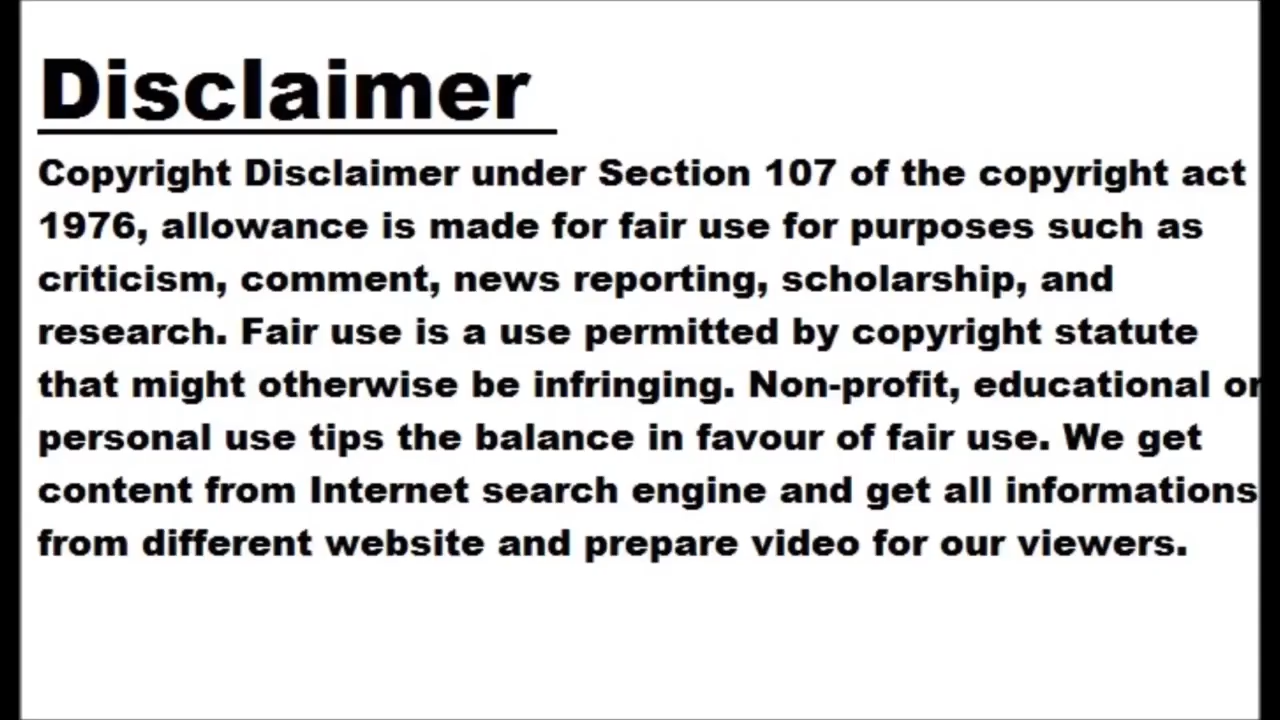 Disclaimer
Copyright Disclaimer under Section 107 of the copyright act
1976, allowance is made for fair use for purposes such as
criticism, comment, news reporting, scholarship, and
research. Fair use is a use permitted by copyright statute
that might otherwise be infringing. Non-profit, educational or
personal use tips the balance in favour of fair use. We get
content from Internet search engine and get all informations
from different website and prepare video for our viewers.